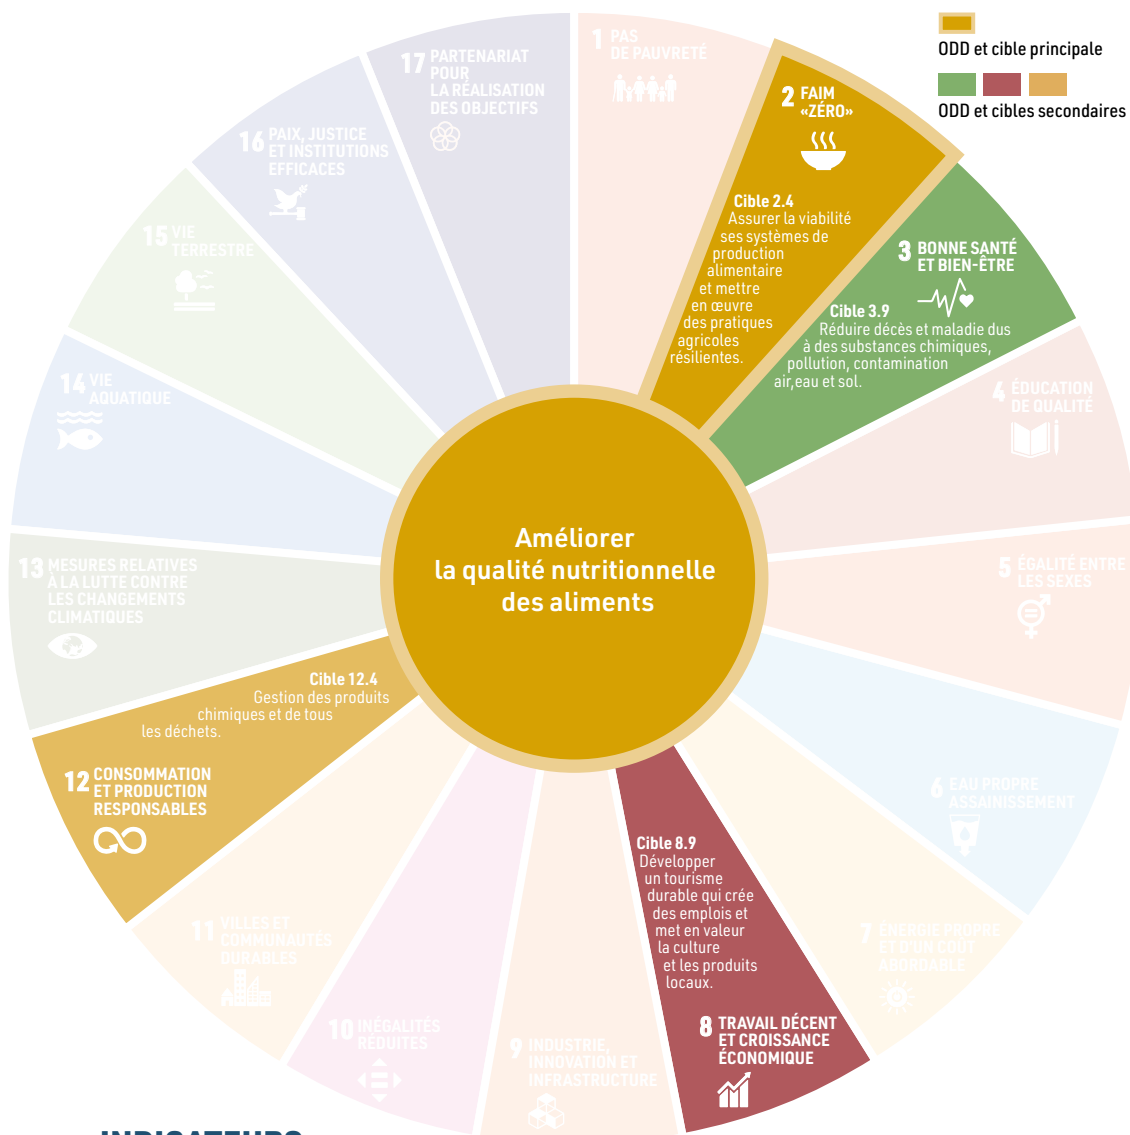 1 PAS
DE PAUVRETÉ
2 FAIM
«ZÉRO»
Cible 2.4
Assurer la viabilité
ses systèmes de
production
alimentaire
et mettre
en œuvre
des pratiques
agricoles
résilientes.
3 BONNE SANTÉ
ET BIEN-ÊTRE
Cible 3.9
Réduire décès et maladie dus
à des substances chimiques,
pollution, contamination
air,eau et sol.
4 ÉDUCATION
DE QUALITÉ
5 ÉGALITÉ ENTRE
LES SEXES
6 EAU PROPRE
ASSAINISSEMENT
7 ÉNERGIE PROPRE
ET D'UN COÛT
ABORDABLE
Cible 8.9
Développer
un tourisme
durable qui crée
des emplois et
met en valeur
la culture
et les produits
locaux.
8 TRAVAIL DÉCENT
ET CROISSANCE
ÉCONOMIQUE
9 INDUSTRIE,
INNOVATION ET
INFRASTRUCTURE
10 INÉGALITÉS
RÉDUITES
11 VILLES ET
COMMUNAUTÉS
DURABLES
Cible 12.4
Gestion des produits
chimiques et de tous
les déchets.
12 CONSOMMATION
ET PRODUCTION
RESPONSABLES
13 MESURES RELATIVES
À LA LUTTE CONTRE
LES CHANGEMENTS
CLIMATIQUES
14 VIE
AQUATIQUE
15 VIE
TERRESTRE
16 PAIX, JUSTICE
ET INSTITUTIONS
EFFICACES
17 PARTENARIAT
POUR
LA RÉALISATION
DES OBJECTIFS
Améliorer
la qualité nutritionnelle
des aliments
ODD et cible principale
ODD et cibles secondaires
INDICATEURS